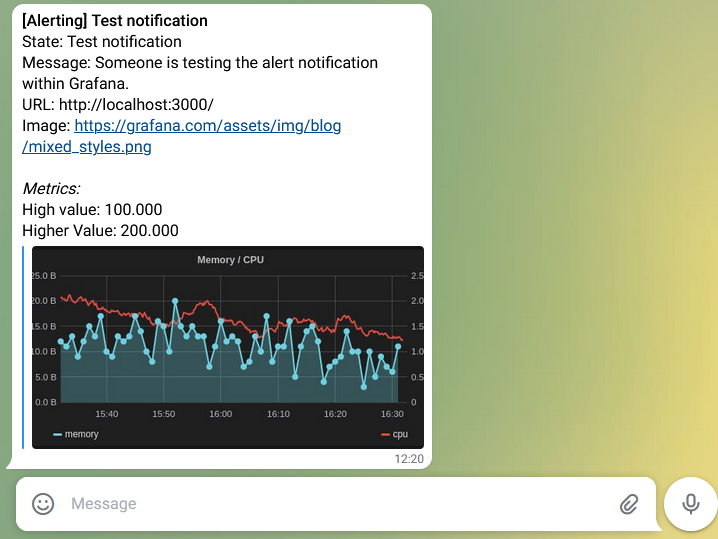 [Alerting] Test notification
State: Test notification
Message: Someone is testing the alert notification
within Grafana.
URL: http://localhost:3000/
Image: https://grafana.com/assets/img/blog
/mixed_styles.png
Metrics:
High value: 100.000
Higher Value: 200.000
Memory / CPU
25.0 B 2.5
20.0 B 2.0
15.0 B 1.5
10.0 B 1.0
5.0 B 0.5
0.0 B 0
15:40 15:50 16:00 16:10 16:20 16:30
memory cpu
12:20
Message